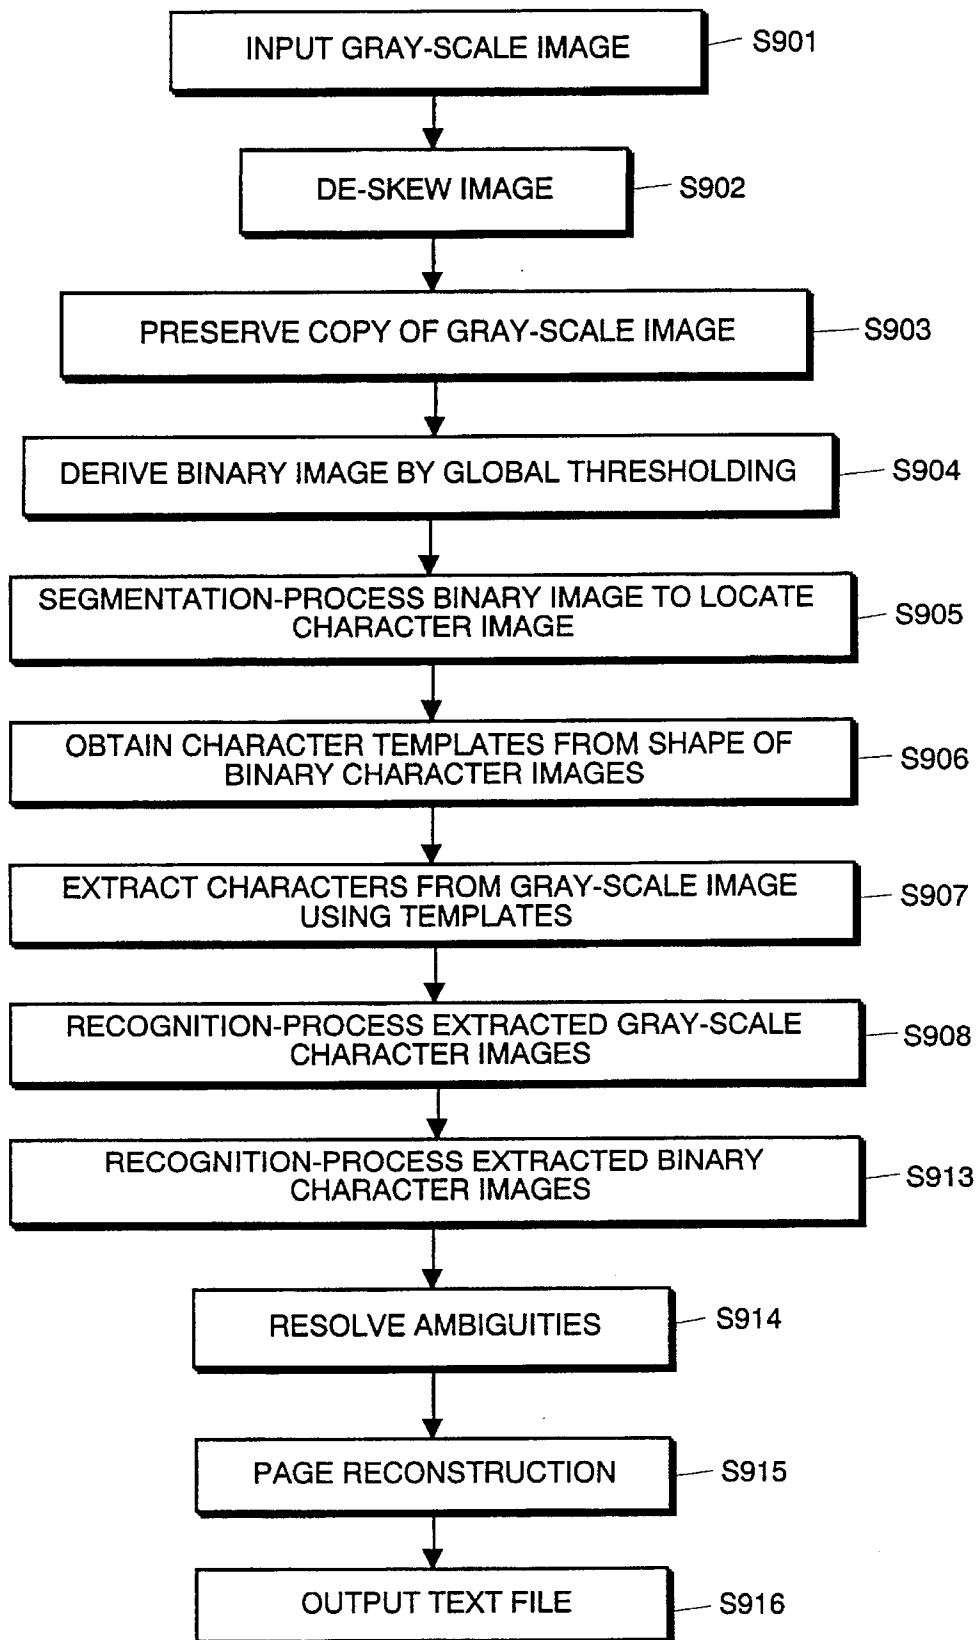 INPUT GRAY-SCALE IMAGE
S901
DE-SKEW IMAGE
S902
PRESERVE COPY OF GRAY-SCALE IMAGE
S903
DERIVE BINARY IMAGE BY GLOBAL THRESHOLDING
S904
SEGMENTATION-PROCESS BINARY IMAGE TO LOCATE
CHARACTER IMAGE
S905
OBTAIN CHARACTER TEMPLATES FROM SHAPE OF
BINARY CHARACTER IMAGES
S906
EXTRACT CHARACTERS FROM GRAY-SCALE IMAGE
USING TEMPLATES
S907
RECOGNITION-PROCESS EXTRACTED GRAY-SCALE
CHARACTER IMAGES
S908
RECOGNITION-PROCESS EXTRACTED BINARY
CHARACTER IMAGES
S913
RESOLVE AMBIGUITIES
S914
PAGE RECONSTRUCTION
S915
OUTPUT TEXT FILE
S916